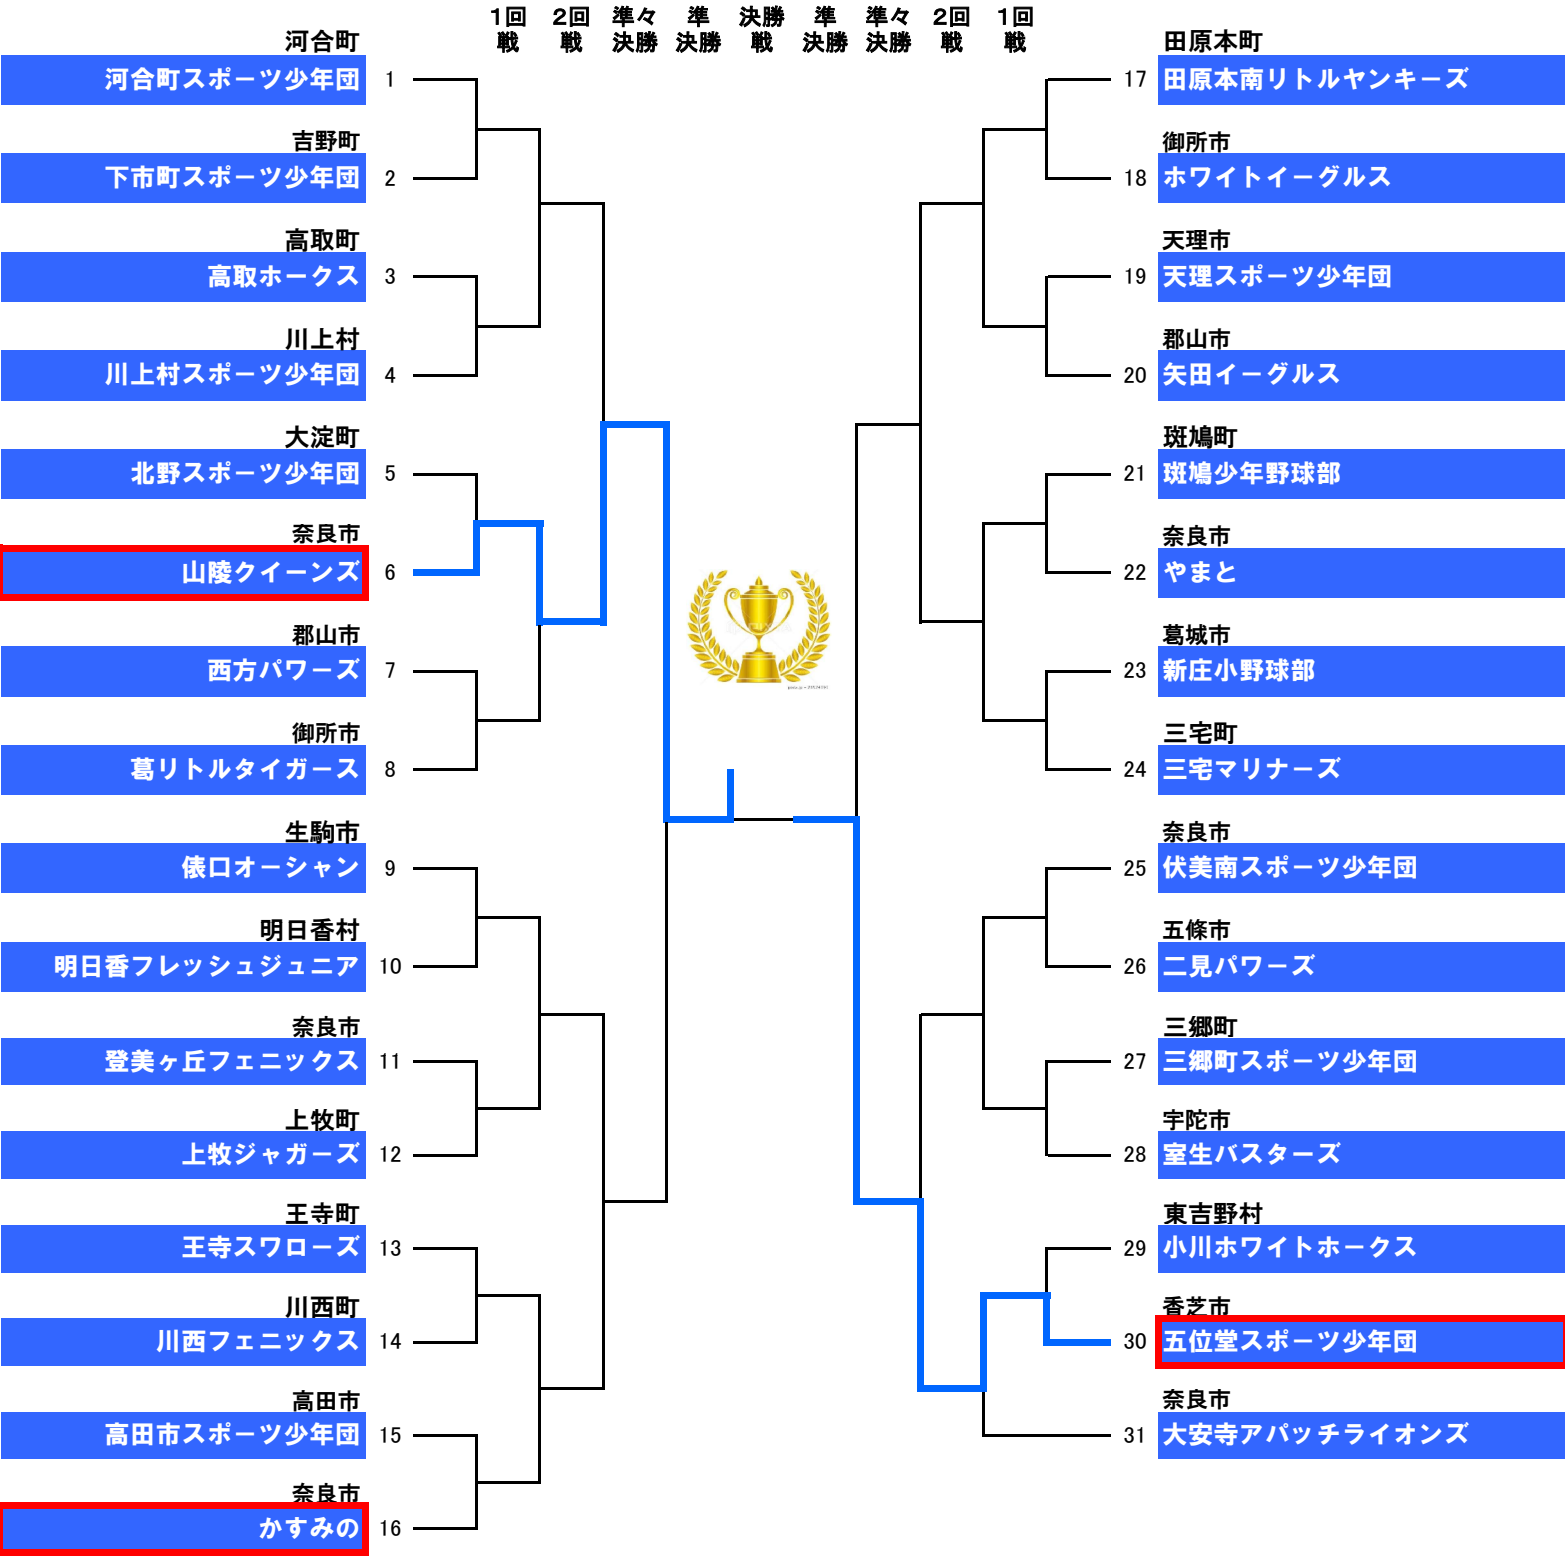 1回 2回 準々 準 決勝 準 準々 2回 1回
戦 戦 決勝 決勝 戦 決勝 決勝 戦 戦
河合町
河合町スポーツ少年団 1
吉野町
下市町スポーツ少年団 2
高取町
高取ホークス 3
川上村
川上村スポーツ少年団 4
大淀町
北野スポーツ少年団 5
奈良市
山陵クイーンズ 6
郡山市
西方パワーズ 7
御所市
葛リトルタイガース 8
生駒市
俵口オーシャン 9
明日香村
明日香フレッシュジュニア 10
奈良市
登美ヶ丘フェニックス 11
上牧町
上牧ジャガーズ 12
王寺町
王寺スワローズ 13
川西町
川西フェニックス 14
高田市
高田市スポーツ少年団 15
奈良市
かすみの 16
田原本町
17 田原本南リトルヤンキーズ
御所市
18 ホワイトイーグルス
天理市
19 天理スポーツ少年団
郡山市
20 矢田イーグルス
斑鳩町
21 斑鳩少年野球部
奈良市
22 やまと
葛城市
23 新庄小野球部
三宅町
24 三宅マリナーズ
奈良市
25 伏美南スポーツ少年団
五條市
26 二見パワーズ
三郷町
27 三郷町スポーツ少年団
宇陀市
28 室生バスターズ
東吉野村
29 小川ホワイトホークス
香芝市
30 五位堂スポーツ少年団
奈良市
31 大安寺アパッチライオンズ